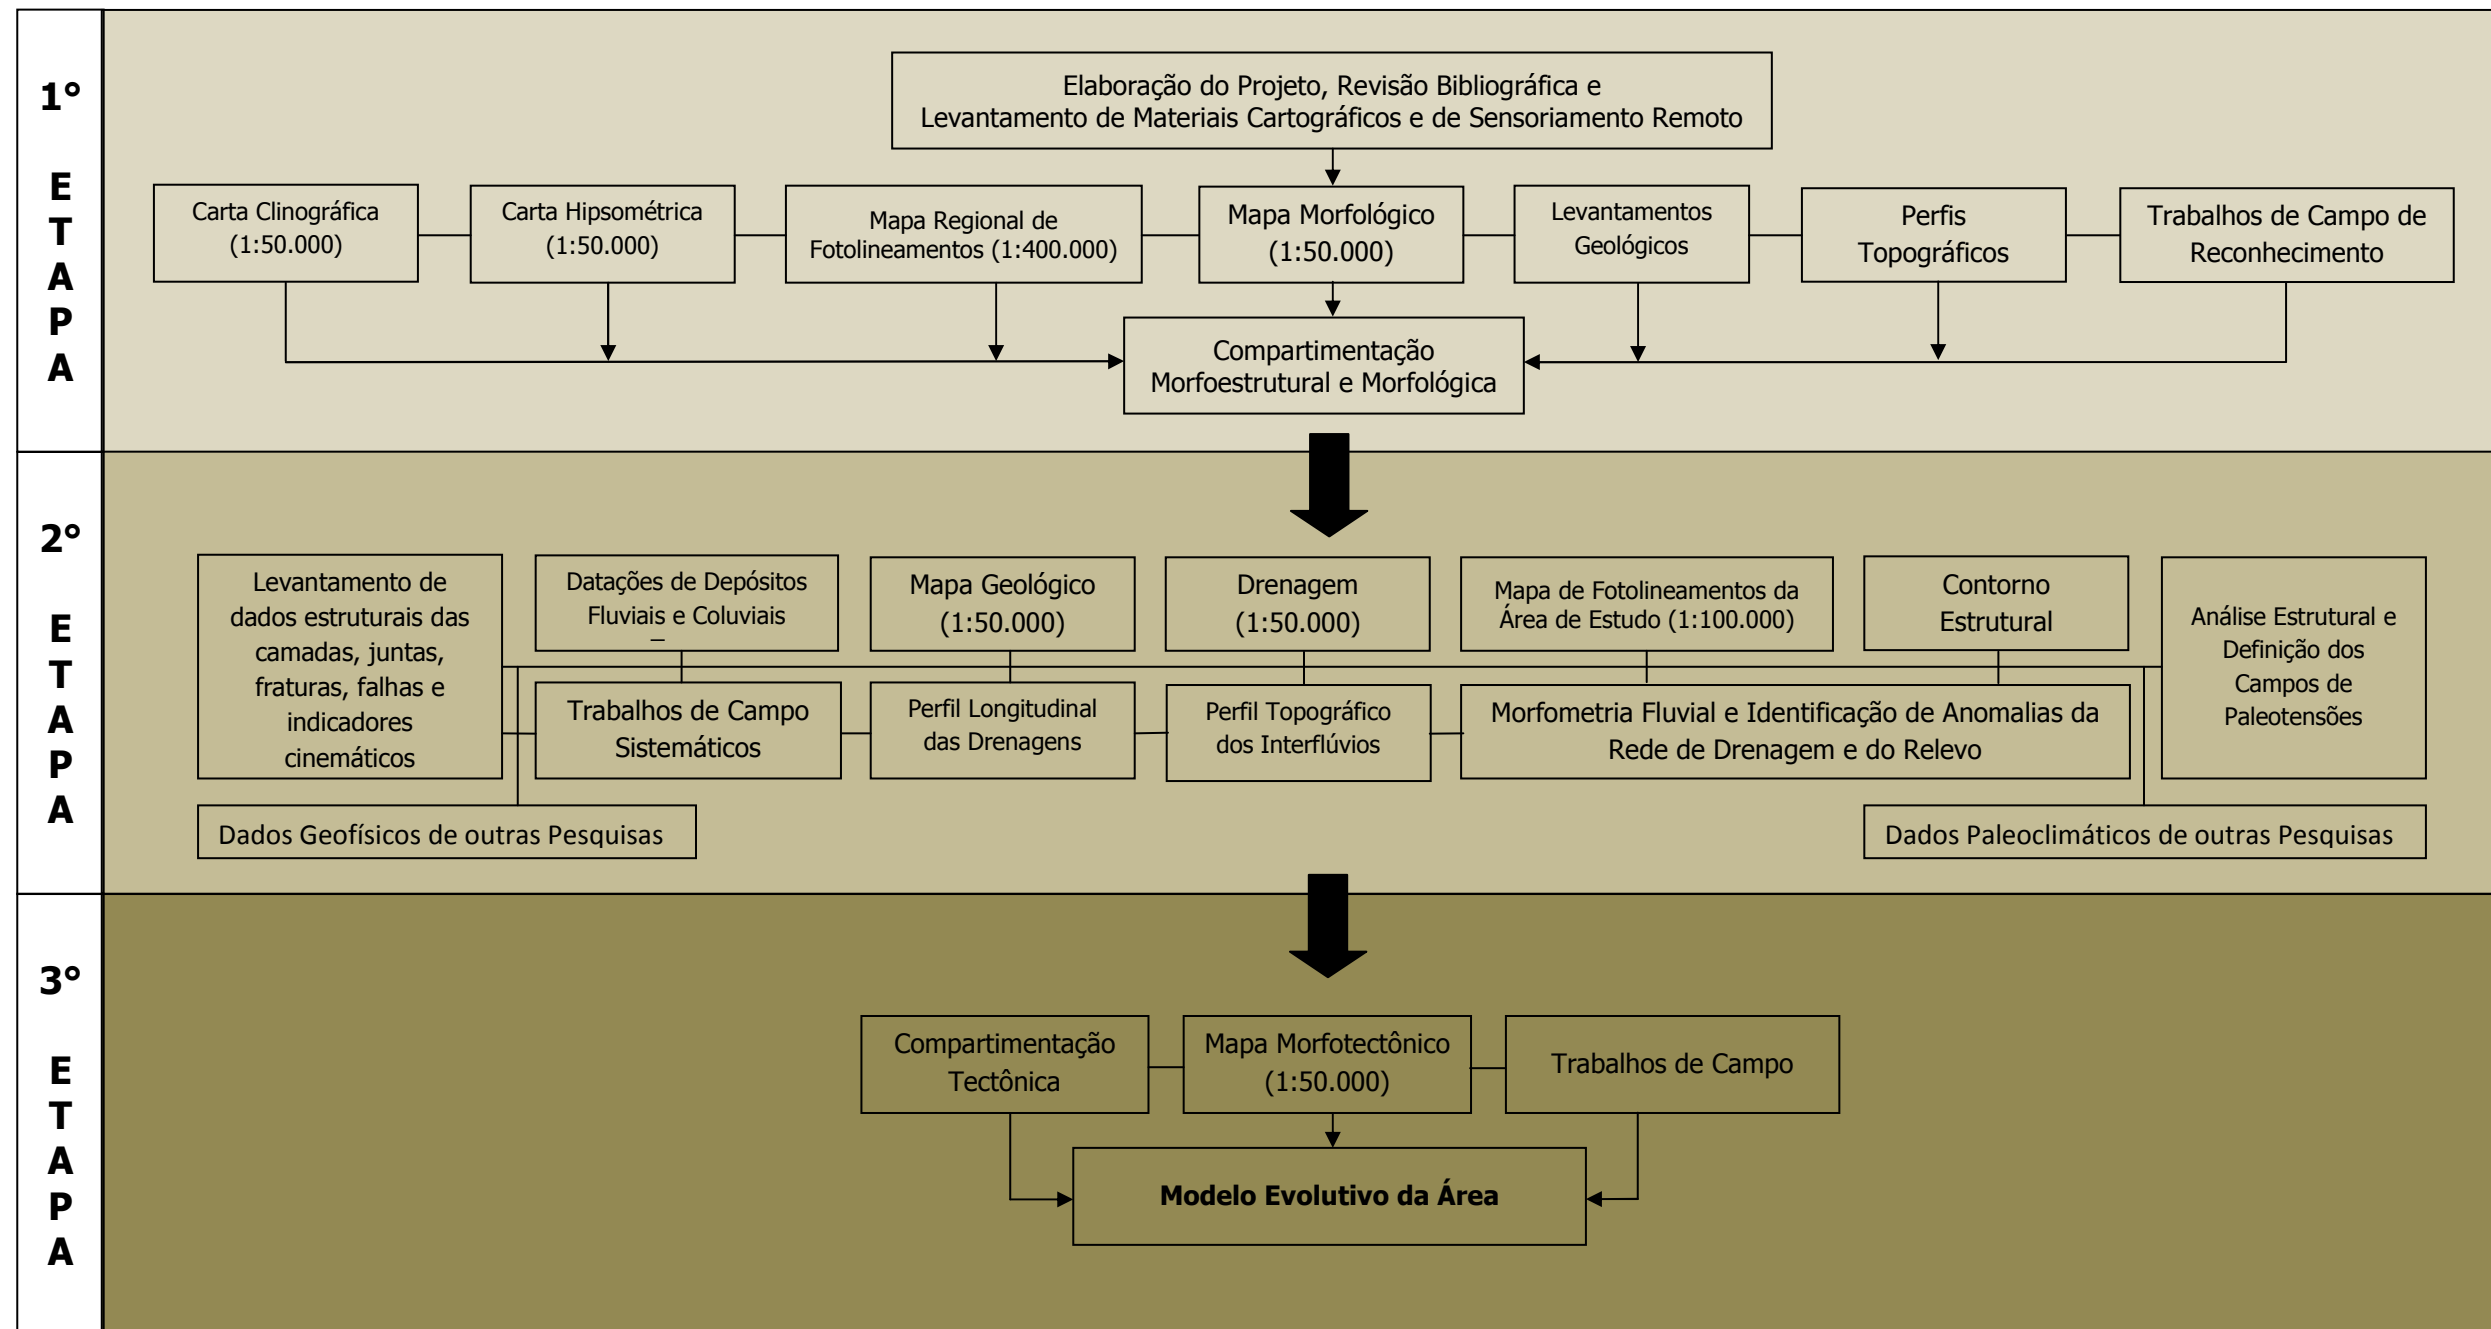 1°
E
T
A
P
A
Elaboração do Projeto, Revisão Bibliográfica e
Levantamento de Materiais Cartográficos e de Sensoriamento Remoto
Carta Clinográfica
(1:50.000)
Carta Hipsométrica
(1:50.000)
Mapa Regional de
Fotolineamentos (1:400.000)
Mapa Morfológico
(1:50.000)
Levantamentos
Geológicos
Perfis
Topográficos
Trabalhos de Campo de
Reconhecimento
Compartimentação
Morfoestrutural e Morfológica
2°
E
T
A
P
A
Levantamento de
dados estruturais das
camadas, juntas,
fraturas, falhas e
indicadores
cinemáticos
Datações de Depósitos
Fluviais e Coluviais
–
Mapa Geológico
(1:50.000)
Drenagem
(1:50.000)
Mapa de Fotolineamentos da
Área de Estudo (1:100.000)
Contorno
Estrutural
Análise Estrutural e
Definição dos
Campos de
Paleotensões
Trabalhos de Campo
Sistemáticos
Perfil Longitudinal
das Drenagens
Perfil Topográfico
dos Interflúvios
Morfometria Fluvial e Identificação de Anomalias da
Rede de Drenagem e do Relevo
Dados Geofísicos de outras Pesquisas
Dados Paleoclimáticos de outras Pesquisas
3°
E
T
A
P
A
Compartimentação
Tectônica
Mapa Morfotectônico
(1:50.000)
Trabalhos de Campo
Modelo Evolutivo da Área